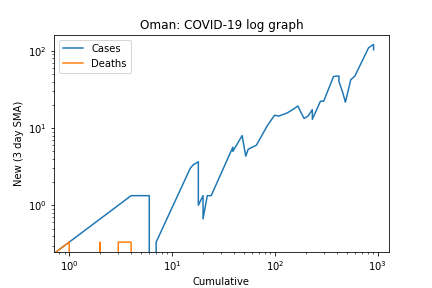 Oman: COVID-19 log graph
Cases
Deaths
New (3 day SMA)
10²
10¹
10⁰
10⁰ 10¹ 10² 10³
Cumulative